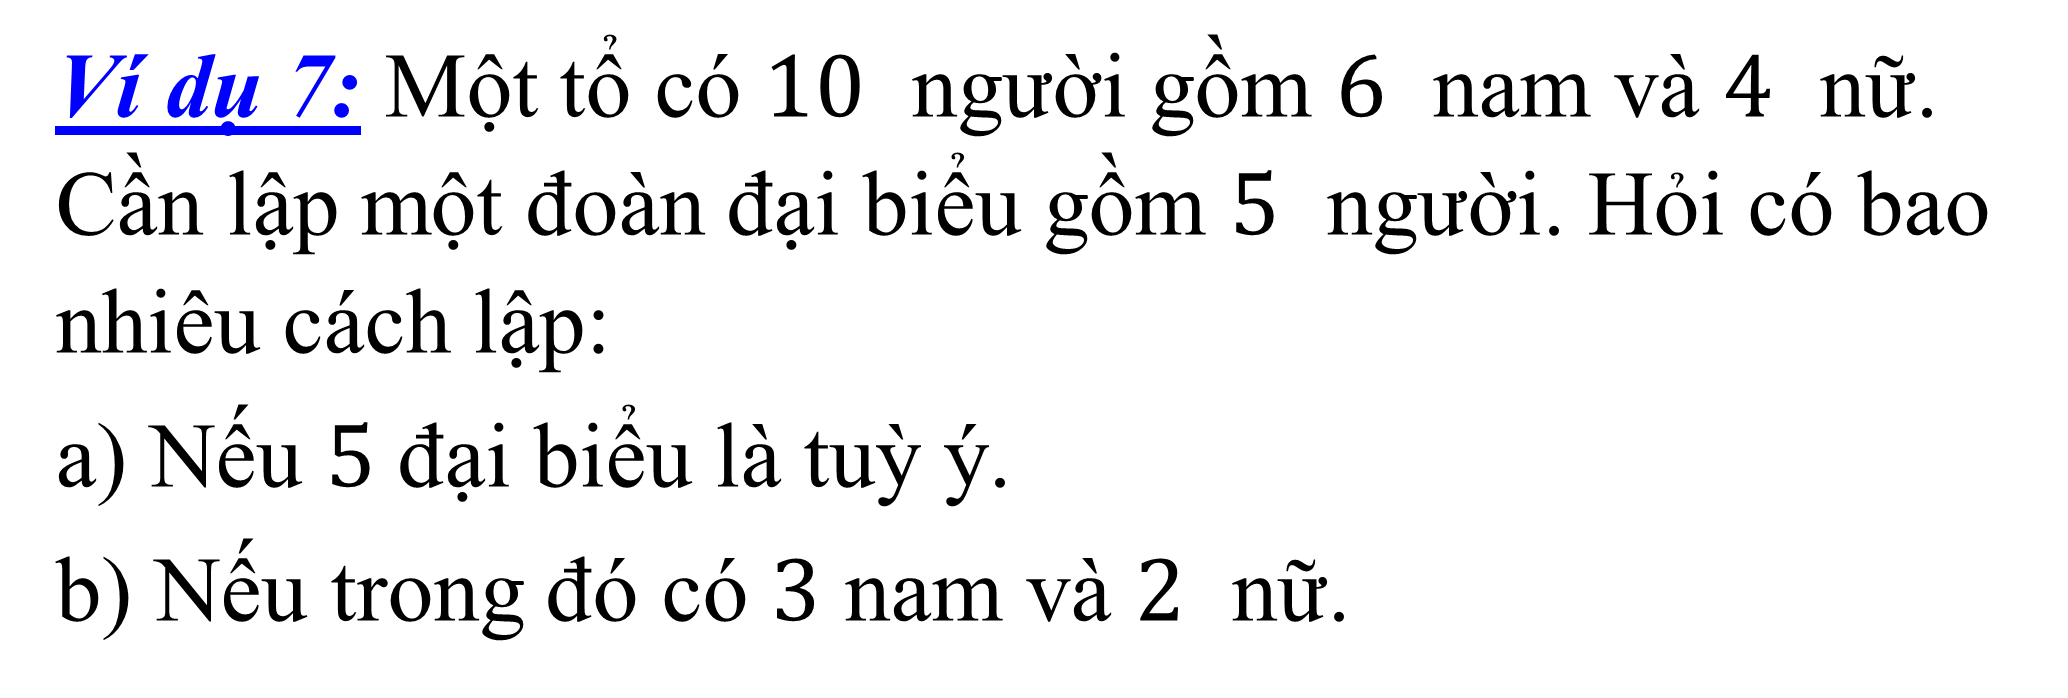 Ví dụ 7: Một tổ có 10 người gồm 6 nam và 4 nữ.
Cần lập một đoàn đại biểu gồm 5 người. Hỏi có bao
nhiêu cách lập:
a) Nếu 5 đại biểu là tuỳ ý.
b) Nếu trong đó có 3 nam và 2 nữ.